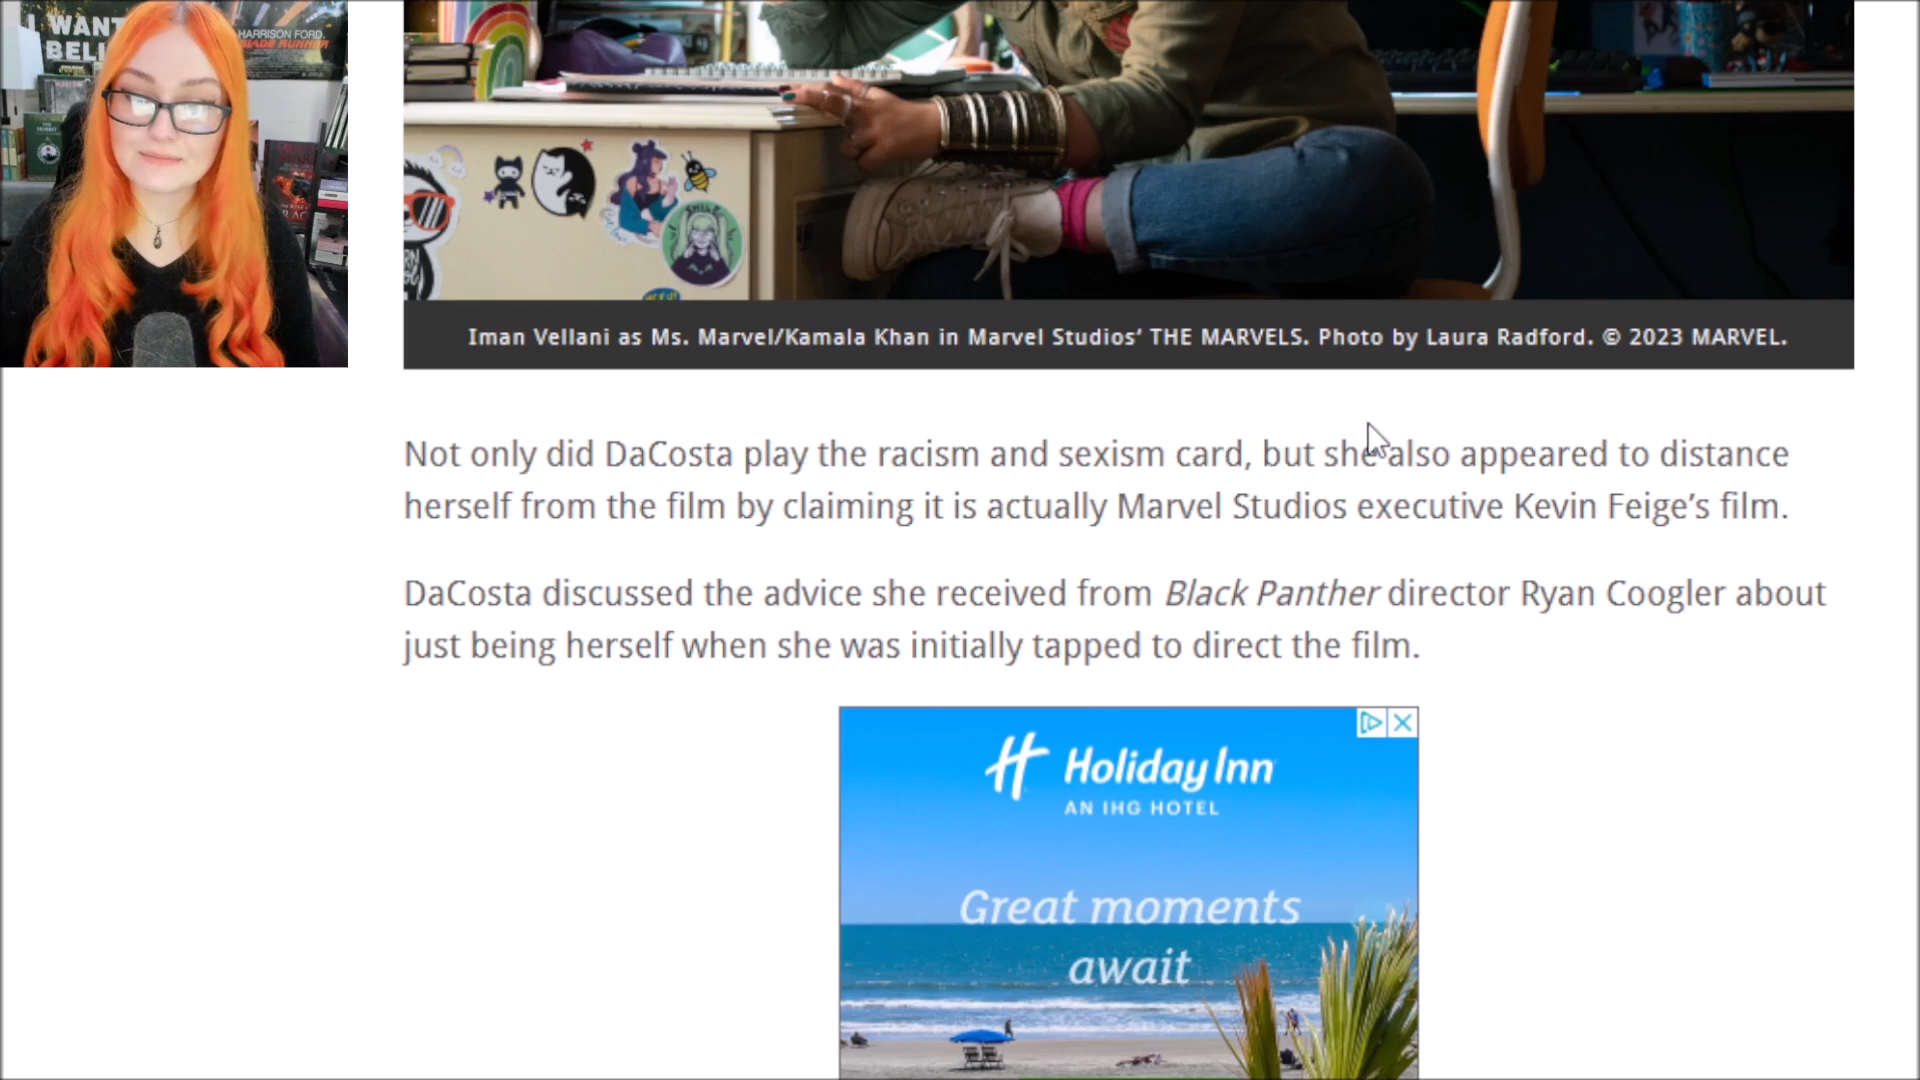 I WANT
BELI
HARRISON FORD
BLADE RUNNER
SMILE
Iman Vellani as Ms. Marvel/Kamala Khan in Marvel Studios’ THE MARVELS. Photo by Laura Radford. © 2023 MARVEL.
Not only did DaCosta play the racism and sexism card, but she also appeared to distance
herself from the film by claiming it is actually Marvel Studios executive Kevin Feige’s film.
DaCosta discussed the advice she received from Black Panther director Ryan Coogler about
just being herself when she was initially tapped to direct the film.
Holiday Inn
AN IHG HOTEL
Great moments
await